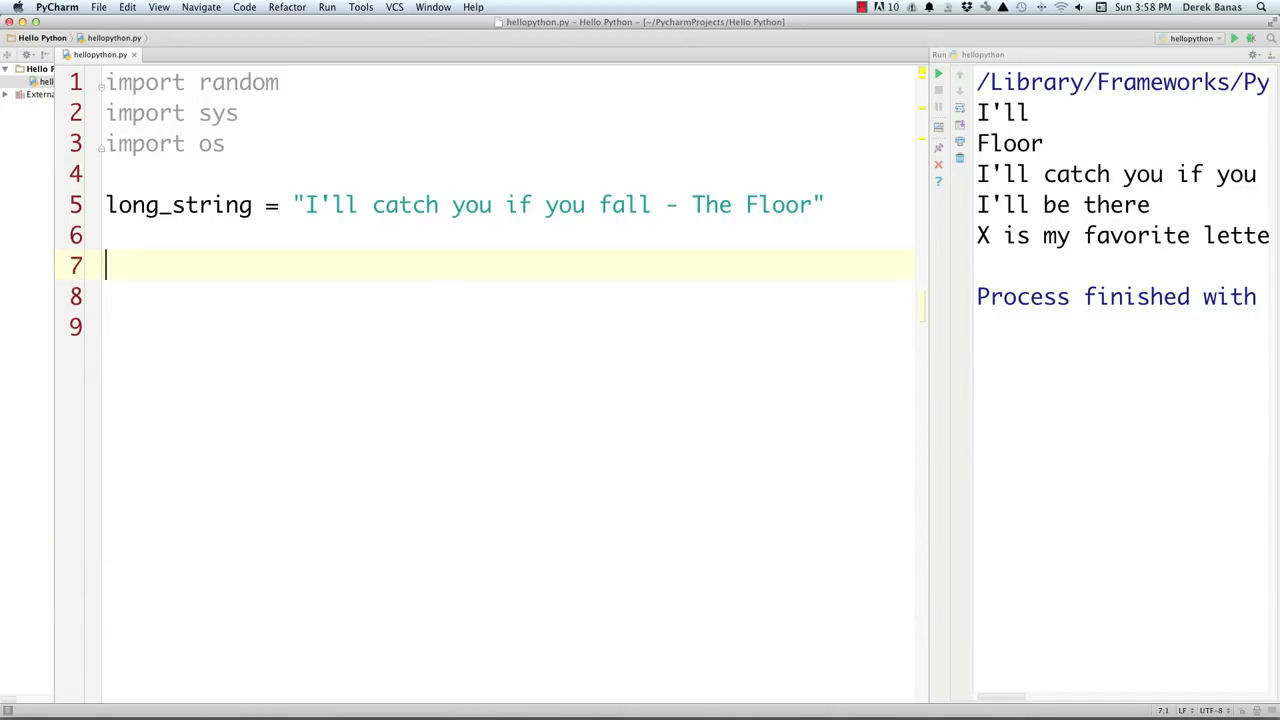 PyCharm File Edit View Navigate Code Refactor Run Tools VCS Window Help 10 Sun 3:58 PM Derek Banas
hellopython.py - Hello Python - [~/PycharmProjects/Hello Python]
Hello Python hellopython.py hellopython
hellopython.py Run hellopython
Hello F
hell
Externa
1 import random
2 import sys
3 import os
4
5 long_string = "I'll catch you if you fall - The Floor"
6
7
8
9
/Library/Frameworks/Py
I'll
Floor
I'll catch you if you
I'll be there
X is my favorite lette
Process finished with
7:1 LF UTF-8